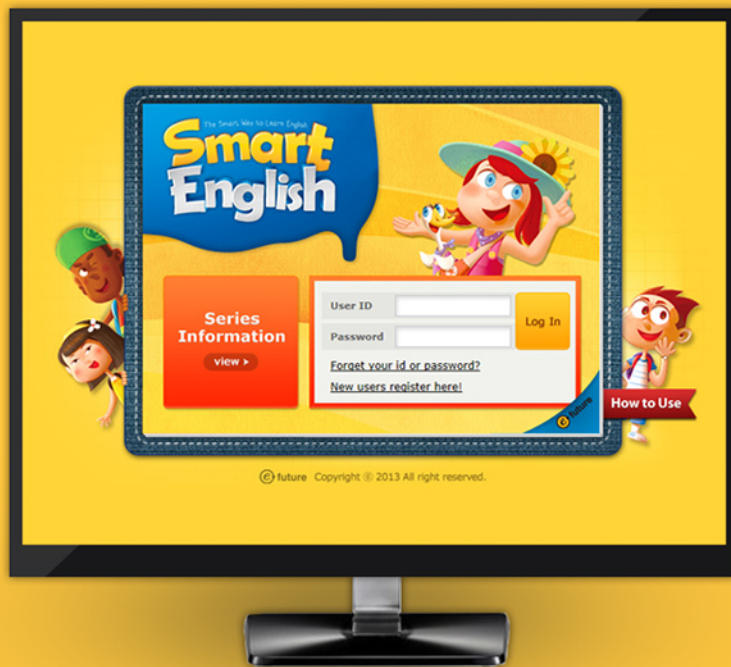 The Smart Way to Learn English
Smart
English
Series
Information
view
User ID
Password
Log In
Forget your id or password?
New users register here!
e future
How to Use
e future Copyright ⓔ 2013 All right reserved.